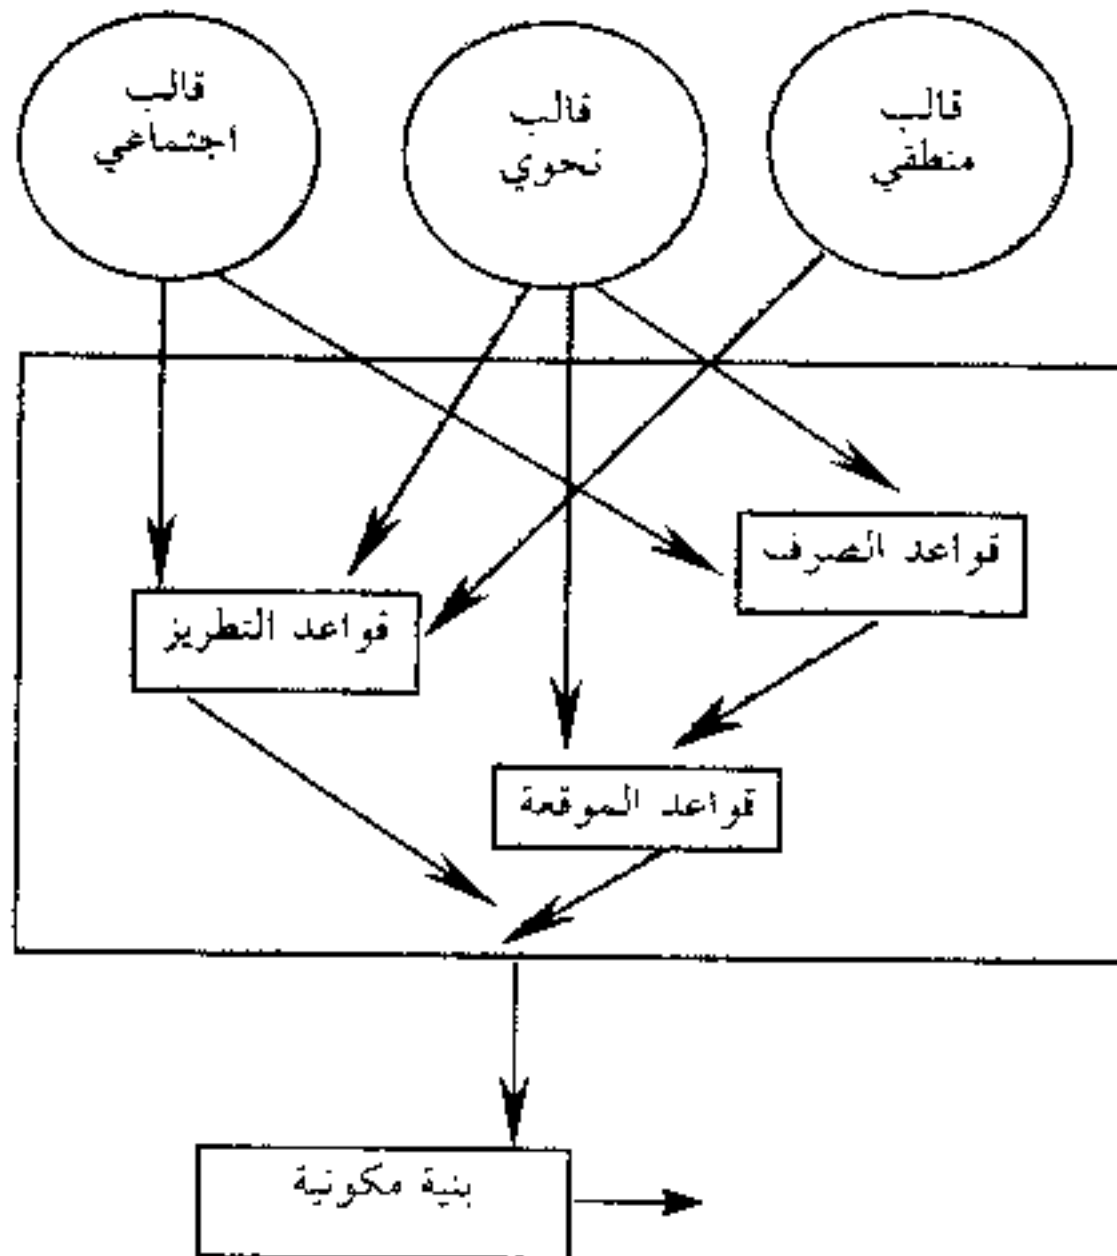 قالب
منطقي
قالب
نحوي
قالب
اجتماعي
قواعد الصرف
قواعد التطريز
قواعد الموقعة
بنية مكونية